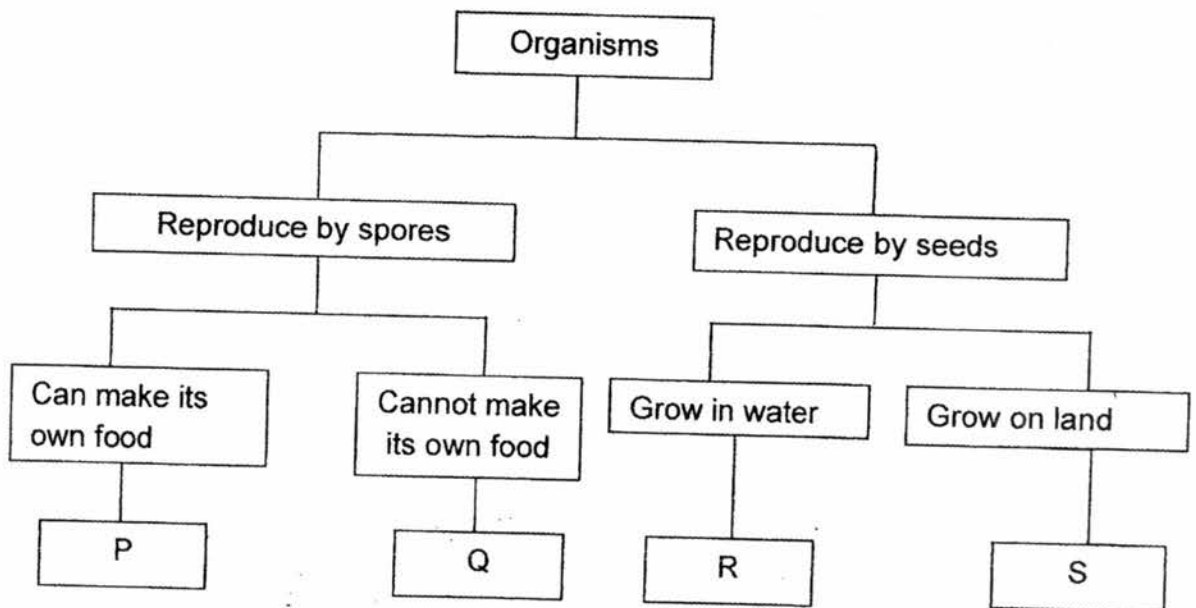 Organisms
Reproduce by spores
Reproduce by seeds
Can make its
own food
Cannot make
its own food
Grow in water
Grow on land
P
Q
R
S